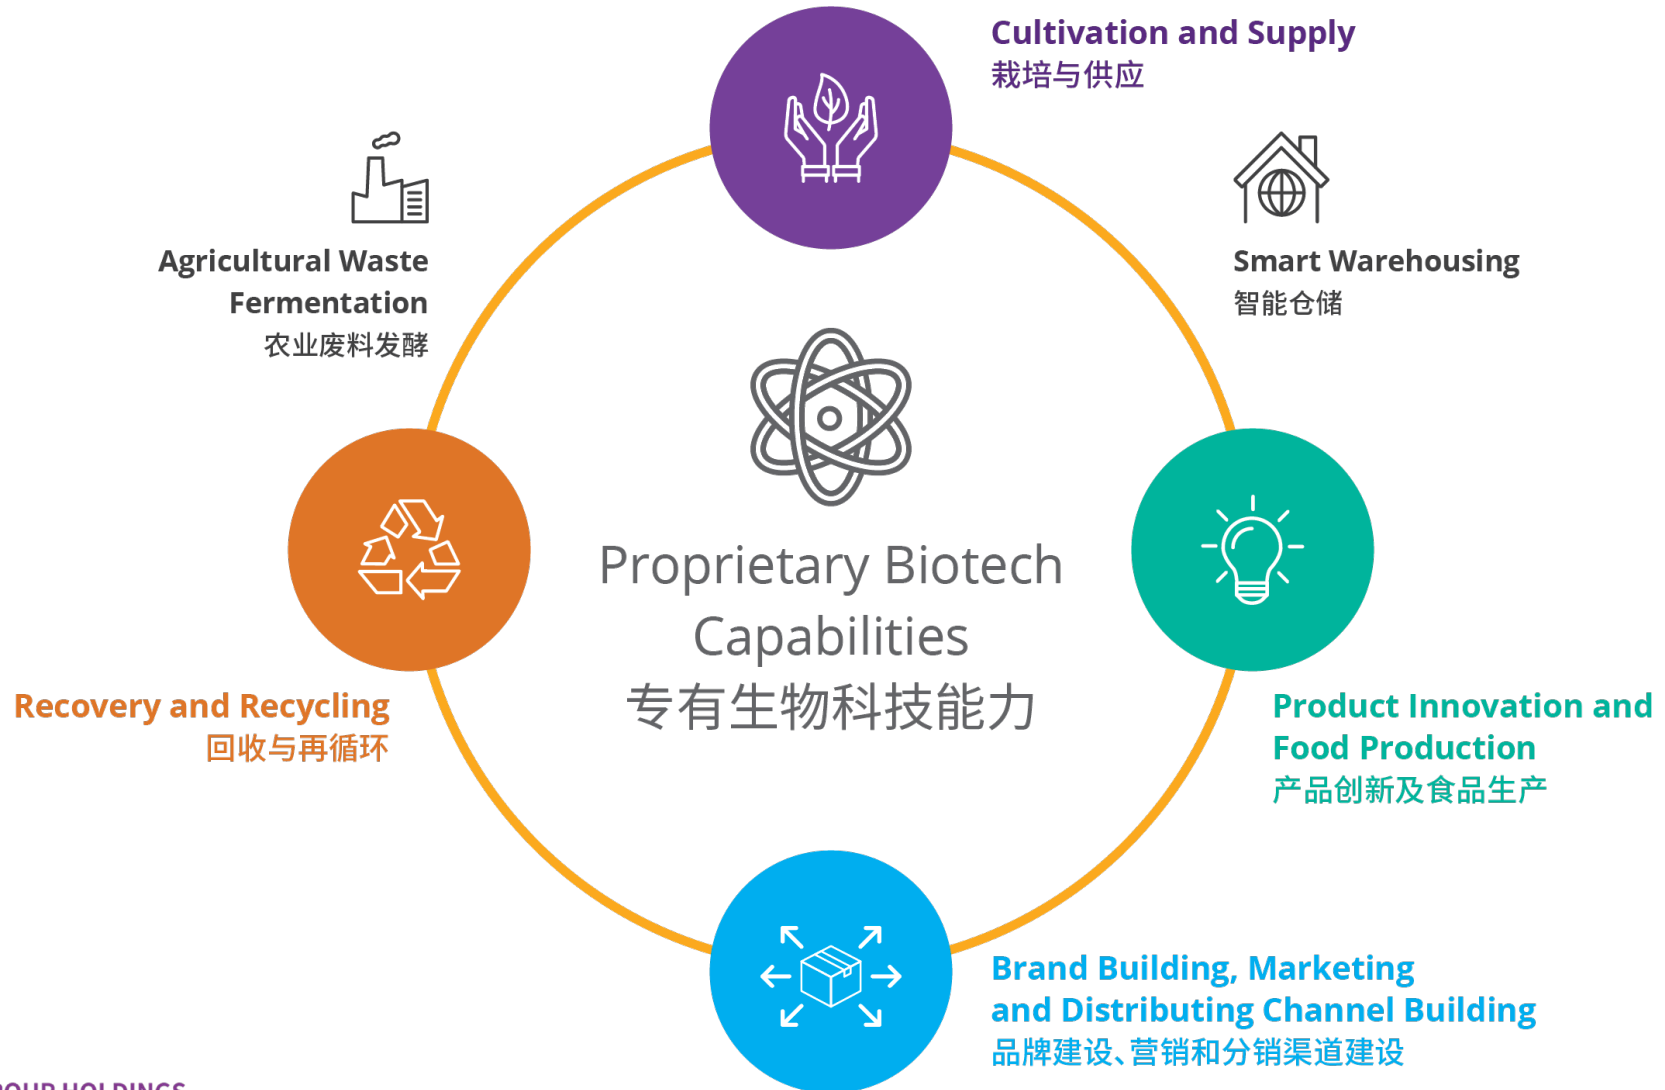 Cultivation and Supply
栽培与供应
Agricultural Waste
Fermentation
农业废料发酵
Smart Warehousing
智能仓储
Proprietary Biotech
Capabilities
专有生物科技能力
Recovery and Recycling
回收与再循环
Product Innovation and
Food Production
产品创新及食品生产
Brand Building, Marketing
and Distributing Channel Building
品牌建设、营销和分销渠道建设
HOLDINGS